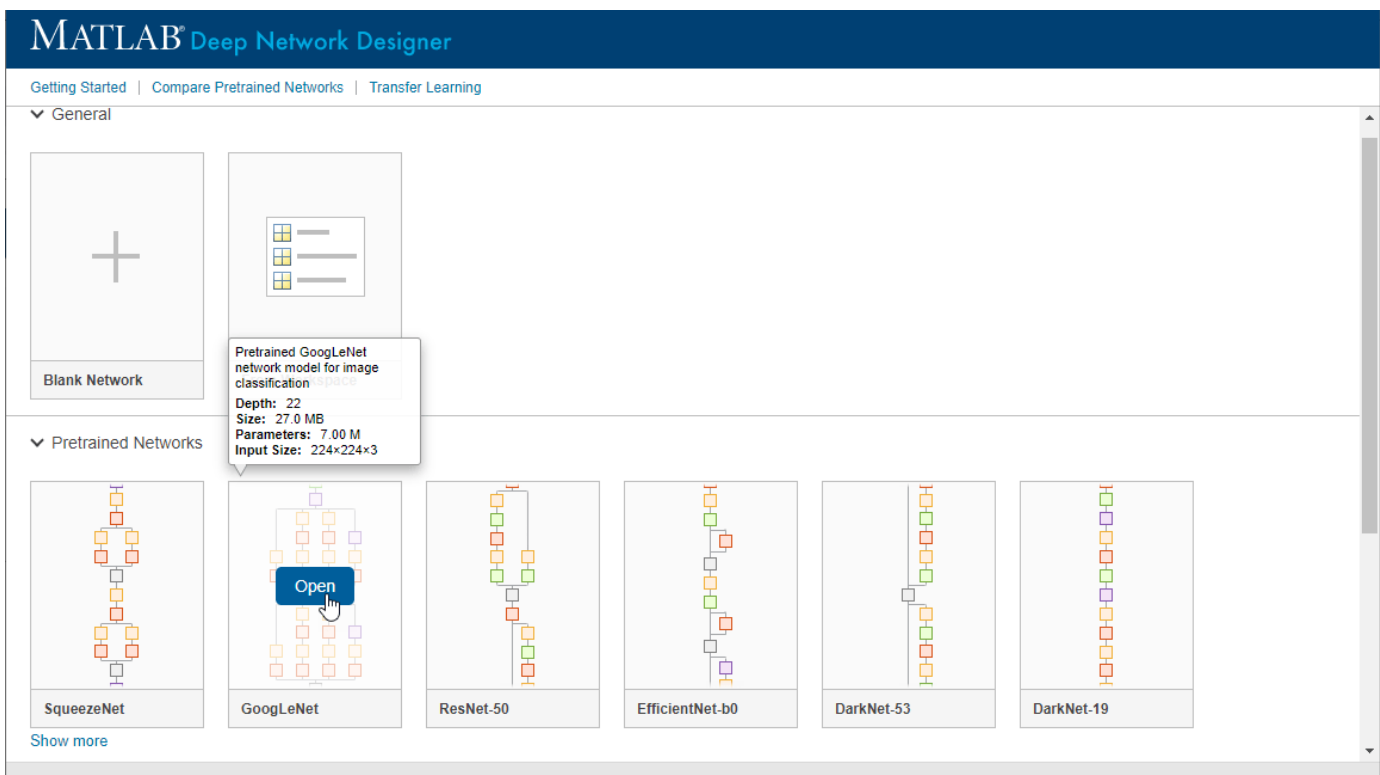 MATLAB® Deep Network Designer
Getting Started | Compare Pretrained Networks | Transfer Learning
General
Blank Network
Pretrained GoogLeNet
network model for image
classification
Depth: 22
Size: 27.0 MB
Parameters: 7.00 M
Input Size: 224×224×3
Pretrained Networks
Open
SqueezeNet
GoogLeNet
ResNet-50
EfficientNet-b0
DarkNet-53
DarkNet-19
Show more